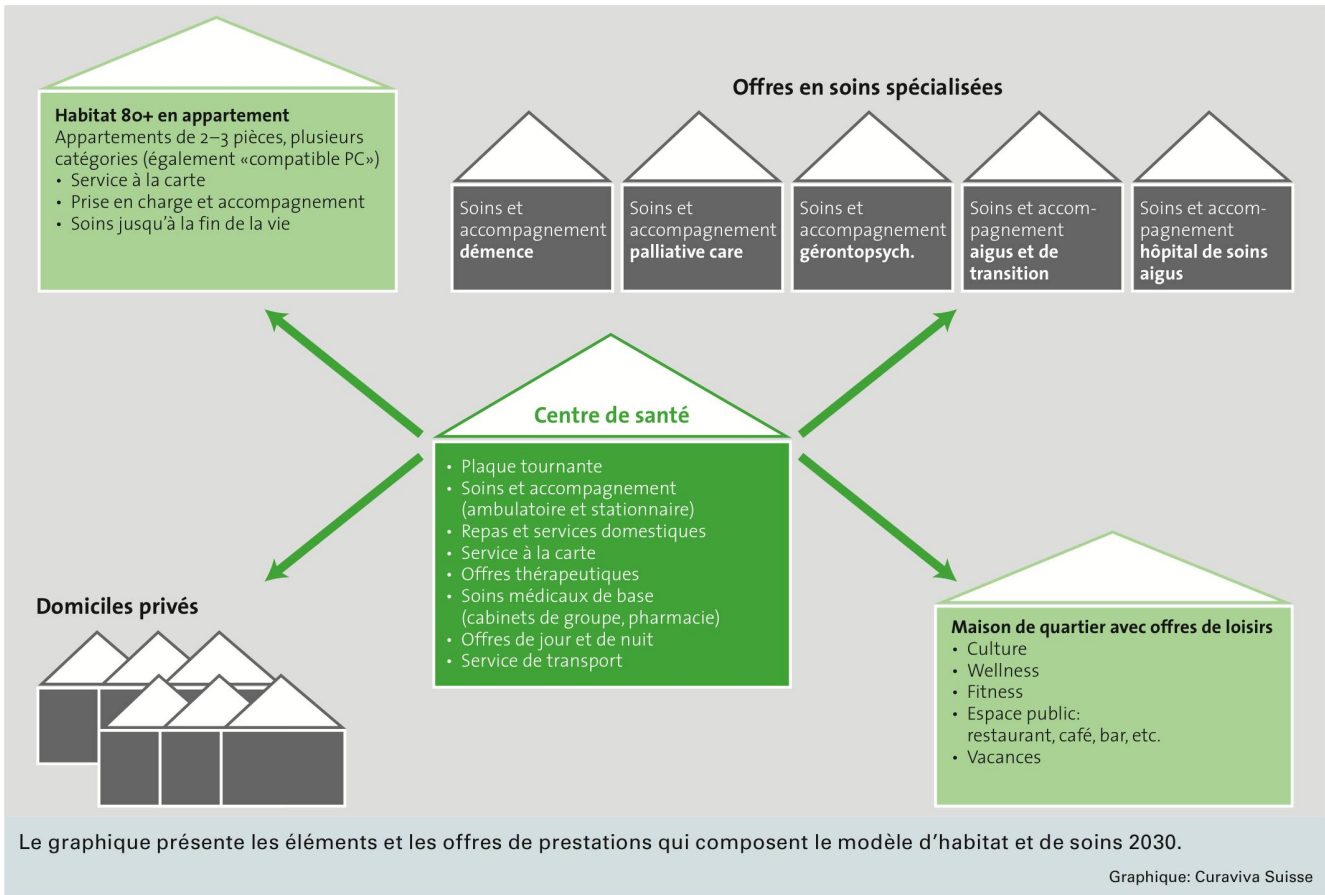 Habitat 80+ en appartement
Appartements de 2–3 pièces, plusieurs
catégories (également «compatible PC»)
• Service à la carte
• Prise en charge et accompagnement
• Soins jusqu'à la fin de la vie
Offres en soins spécialisées
Soins et
accompagnement
démence
Soins et
accompagnement
palliative care
Soins et
accompagnement
gérontopsych.
Soins et accom-
pagnement
aigus et de
transition
Soins et accom-
pagnement
hôpital de soins
aigus
Centre de santé
• Plaque tournante
• Soins et accompagnement
(ambulatoire et stationnaire)
• Repas et services domestiques
• Service à la carte
• Offres thérapeutiques
• Soins médicaux de base
(cabinets de groupe, pharmacie)
• Offres de jour et de nuit
• Service de transport
Domiciles privés
Maison de quartier avec offres de loisirs
• Culture
• Wellness
• Fitness
• Espace public:
restaurant, café, bar, etc.
• Vacances
Le graphique présente les éléments et les offres de prestations qui composent le modèle d'habitat et de soins 2030.
Graphique: Curaviva Suisse